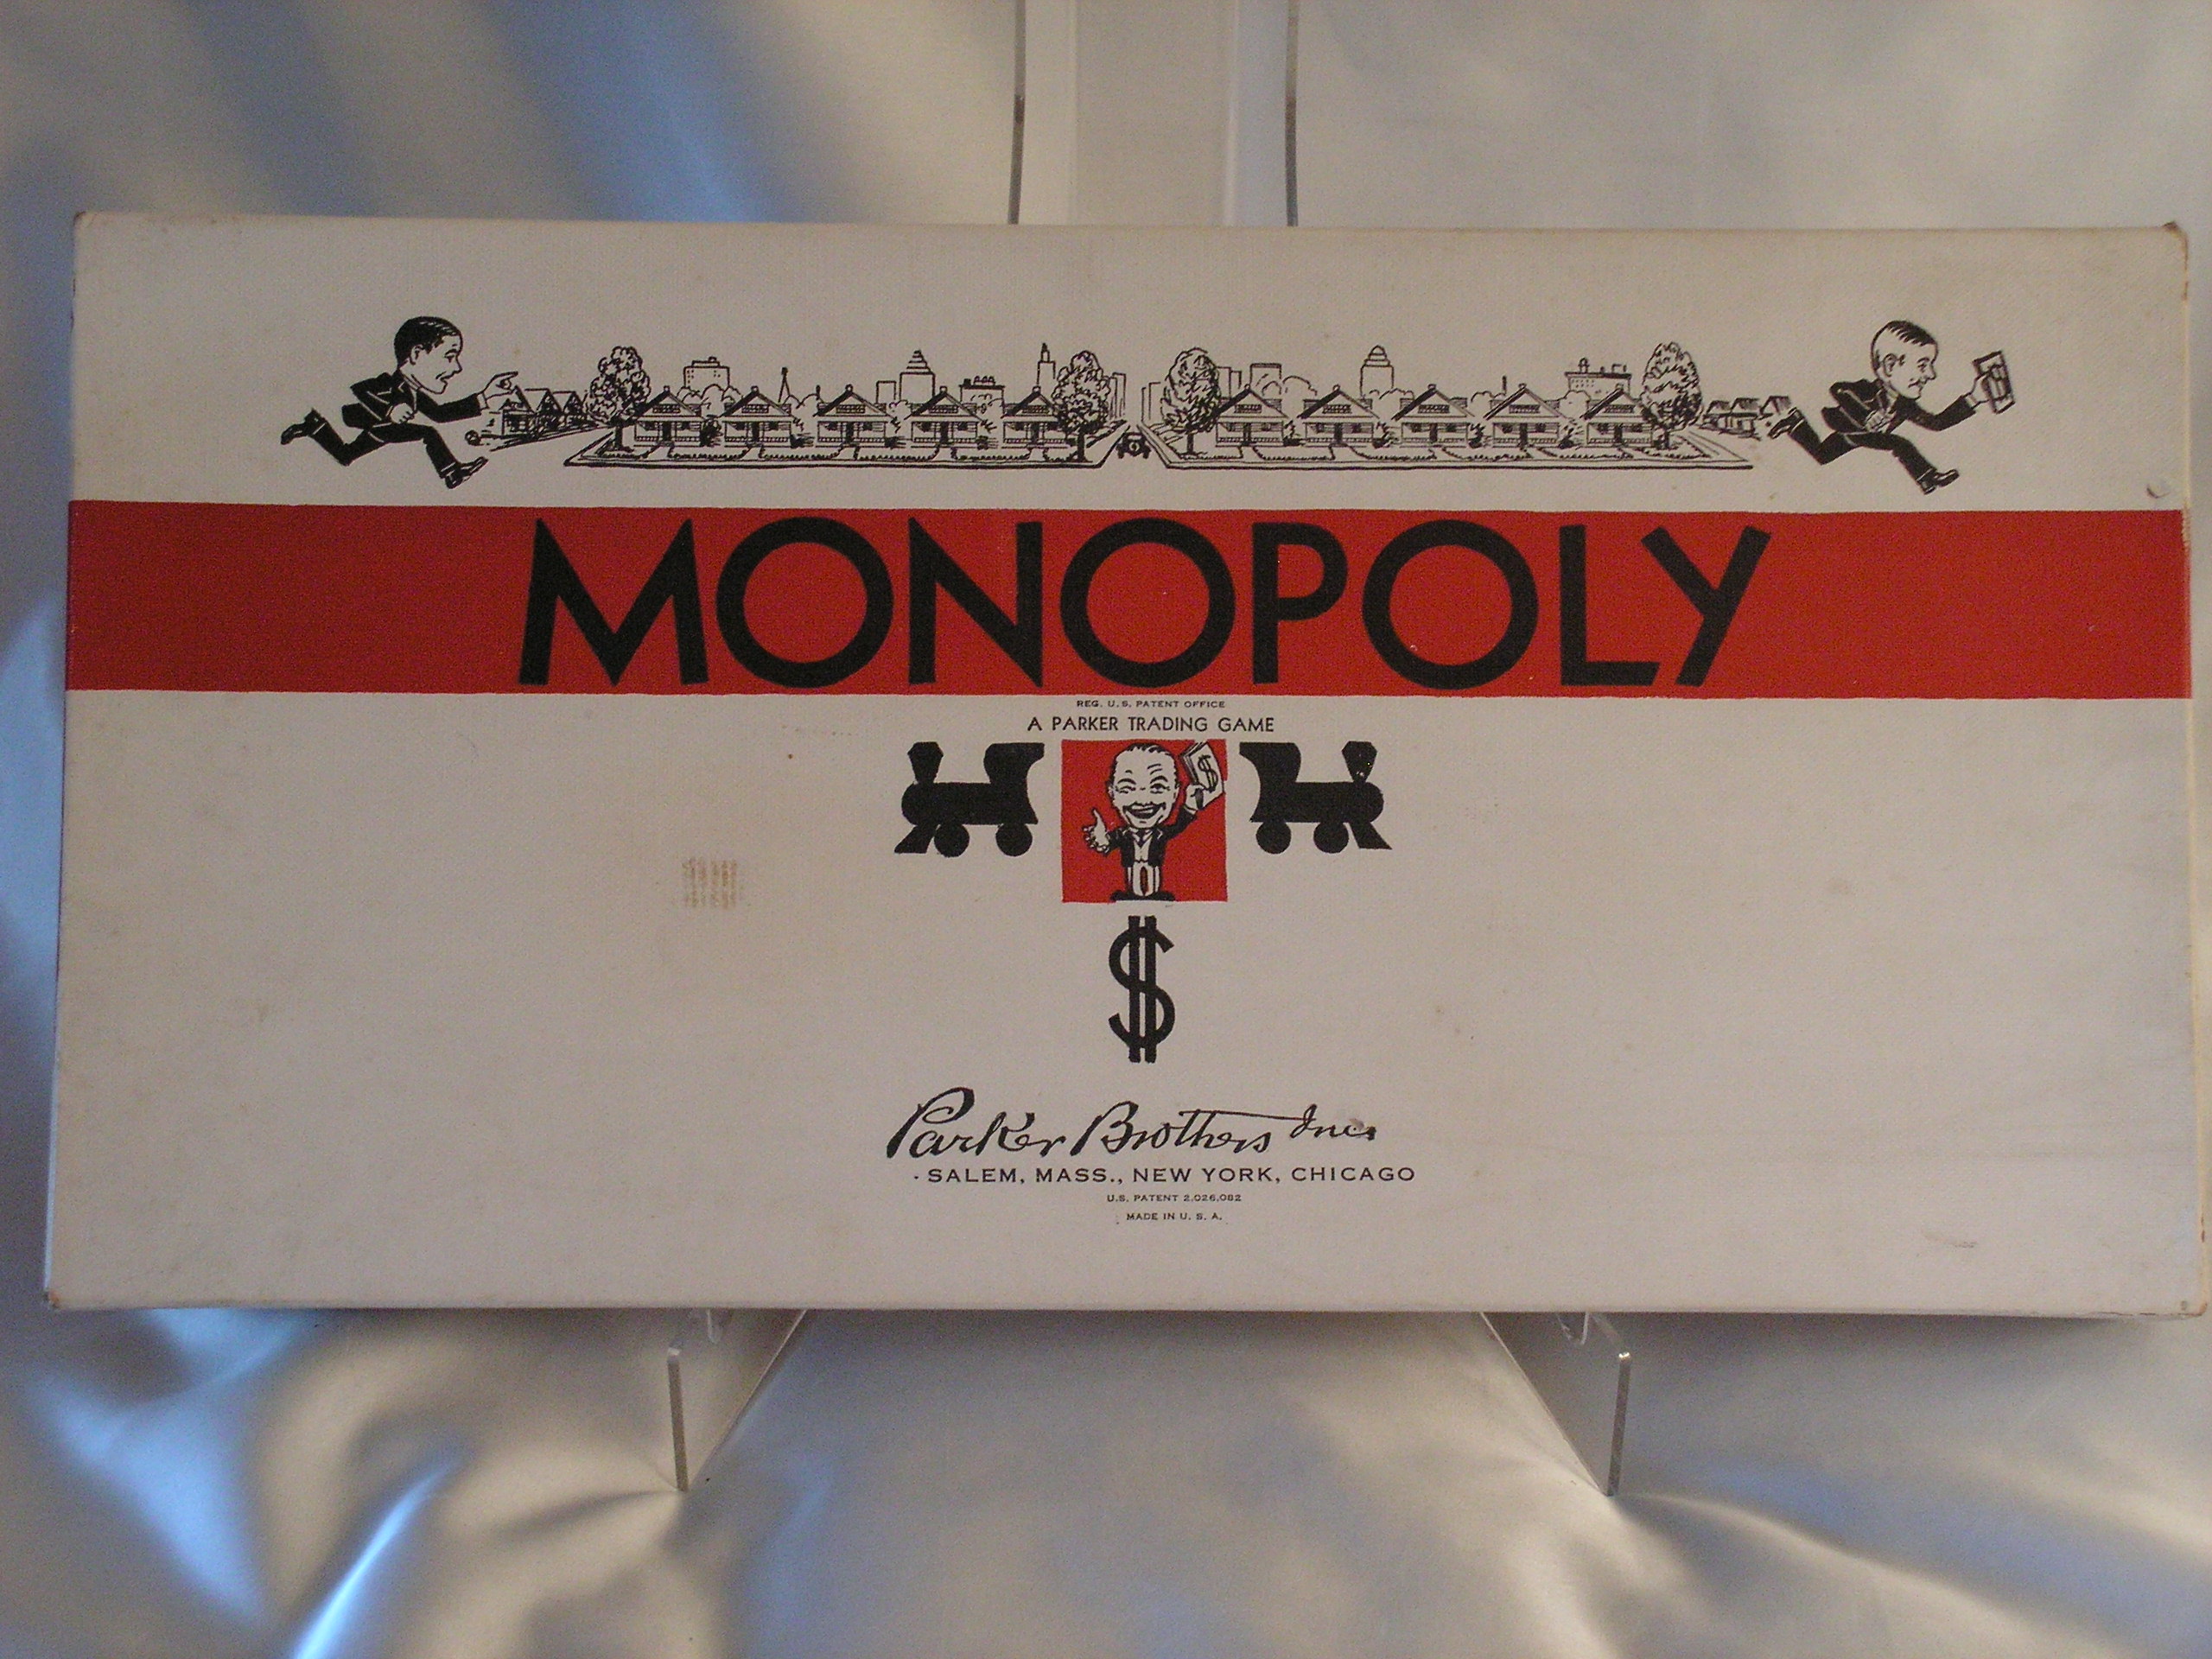 MONOPOLY
REG. U.S. PATENT OFFICE
A PARKER TRADING GAME
$
$
Parker Brothers Inc.
SALEM, MASS., NEW YORK, CHICAGO
U.S. PATENT 2,026,082
MADE IN U. S. A.